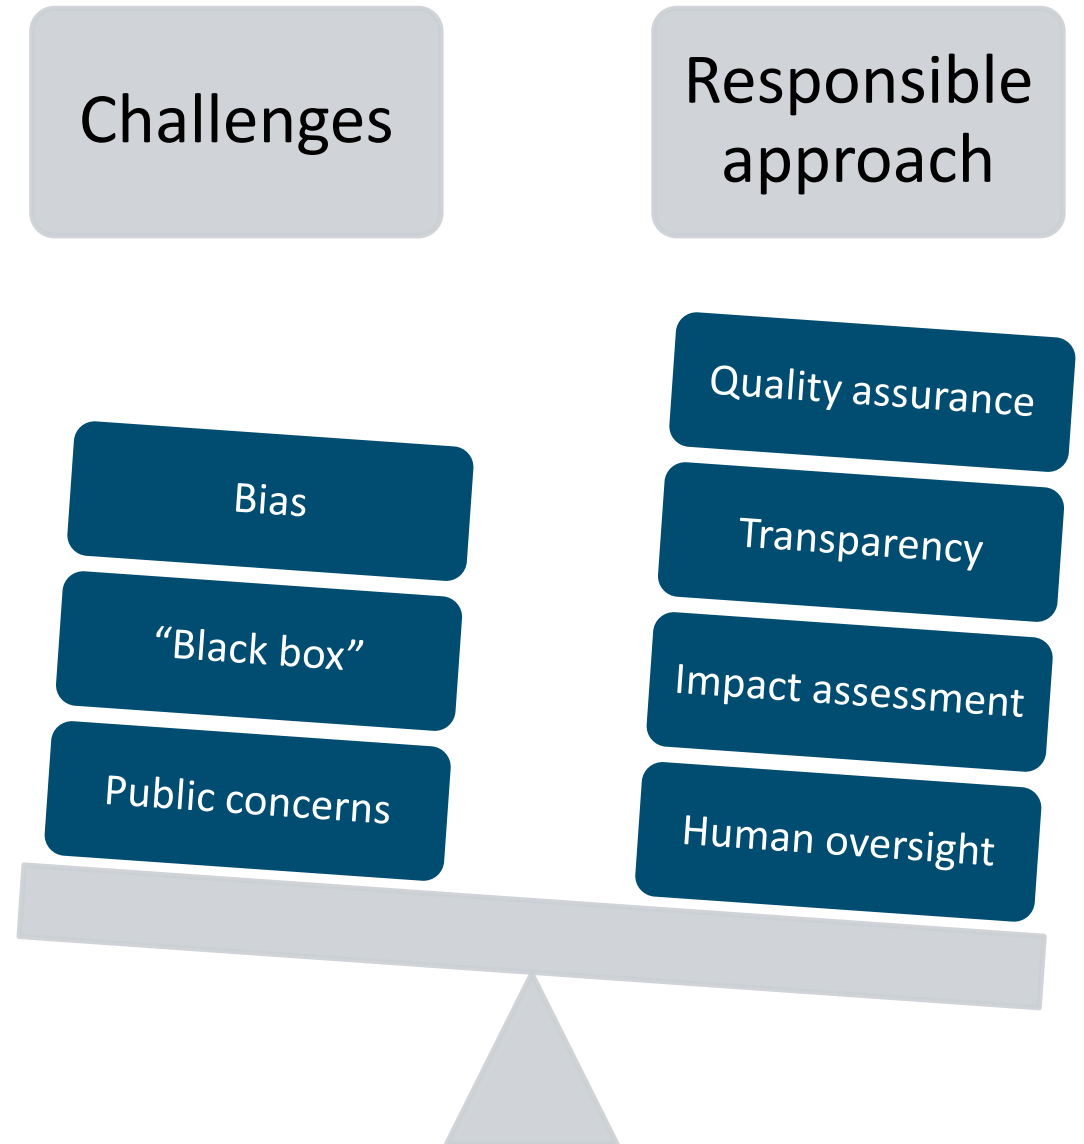 Challenges
Responsible
approach
Bias
“Black box”
Public concerns
Quality assurance
Transparency
Impact assessment
Human oversight